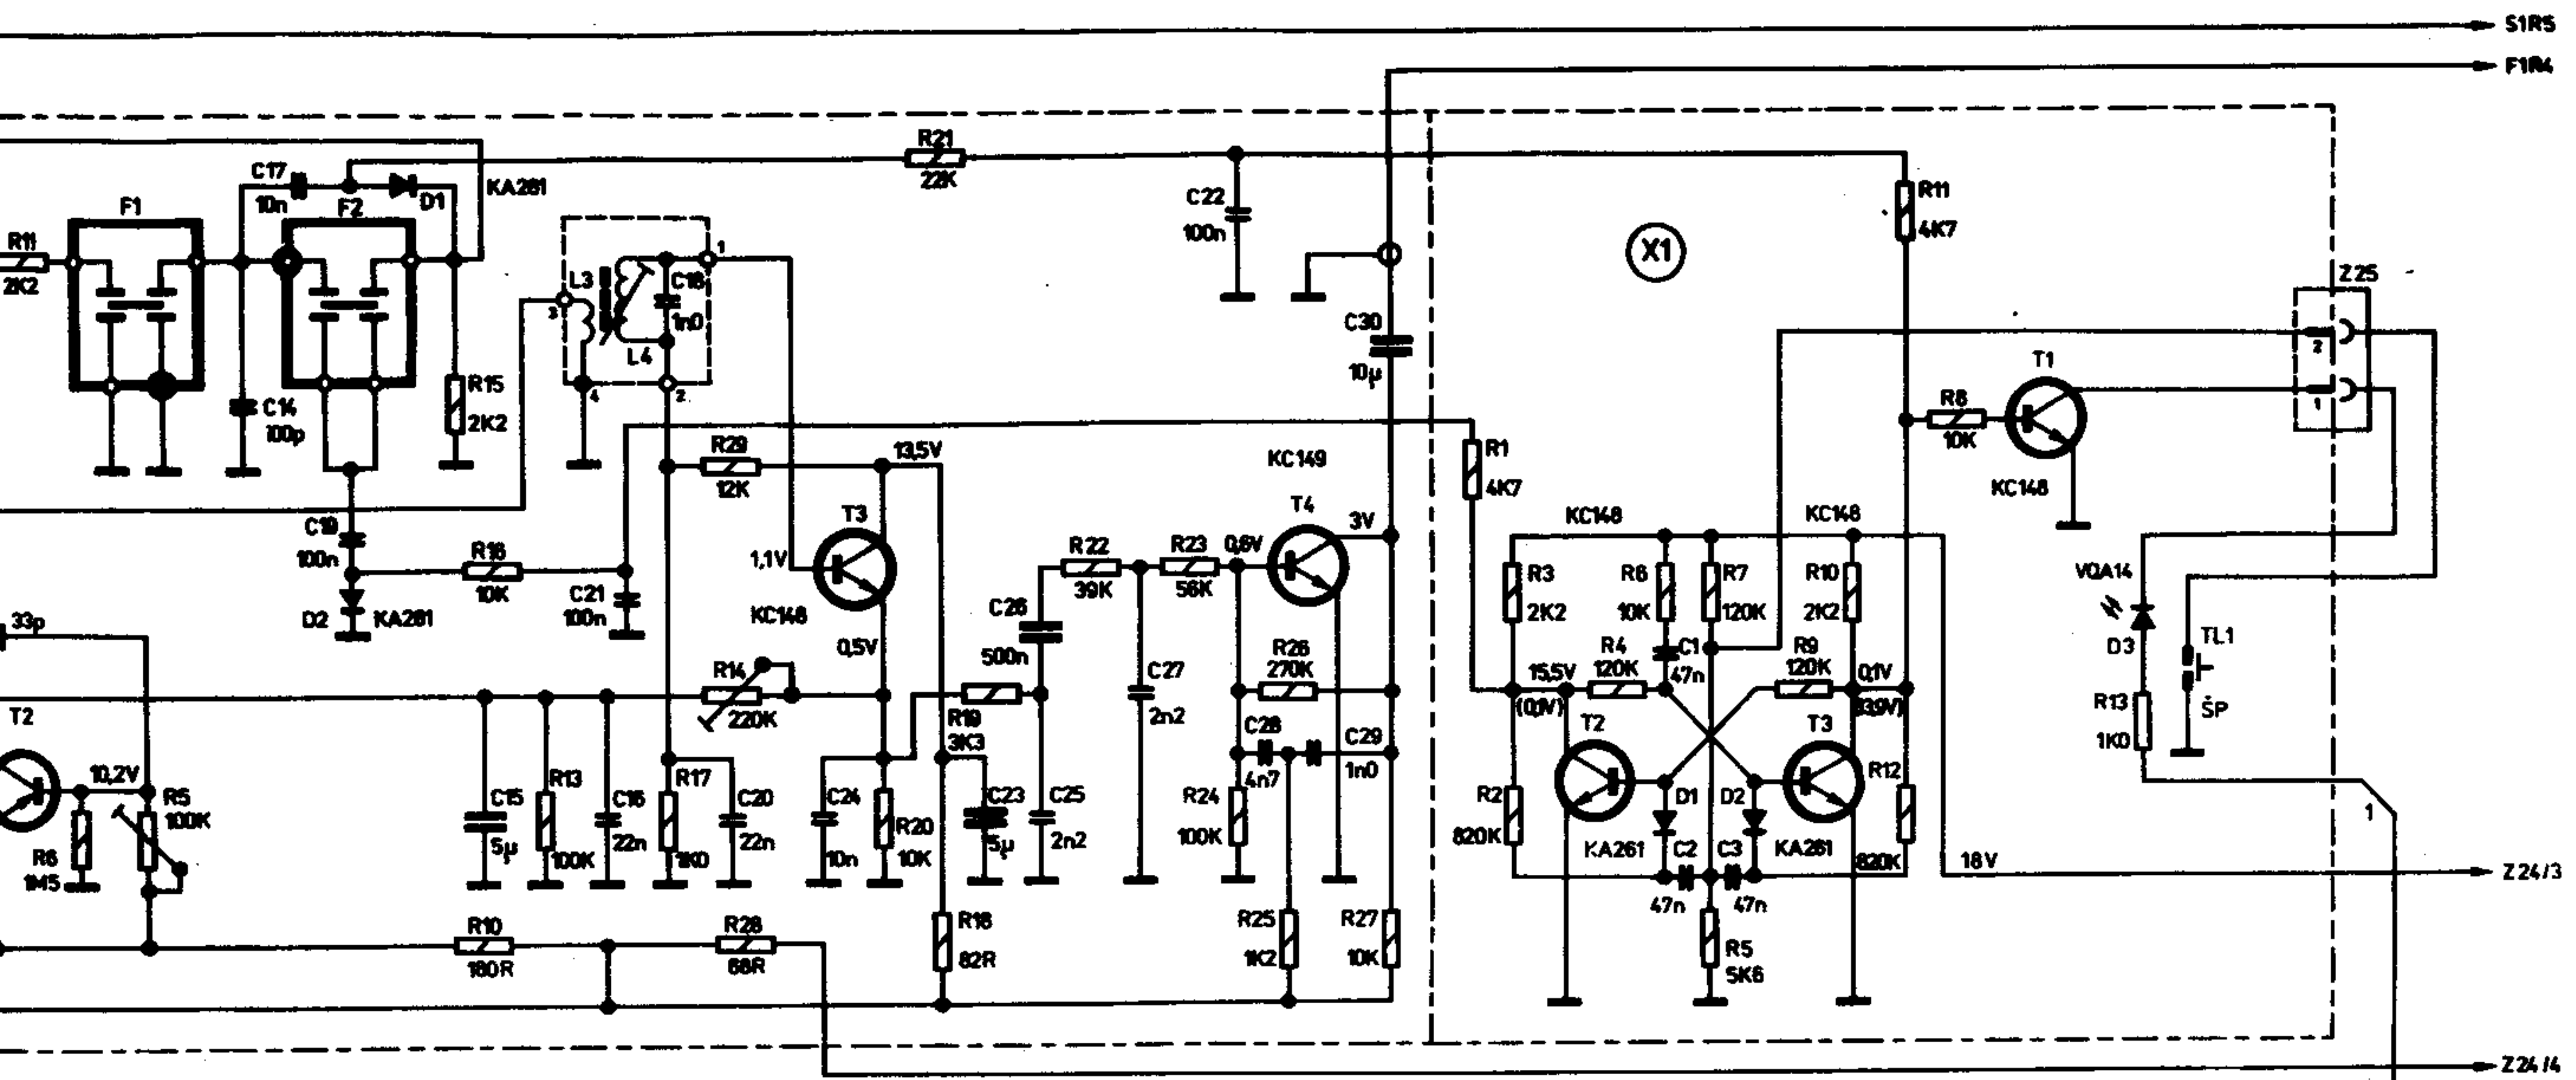 S1R5
F1R4
R21
22K
C17
10n
D1
KA261
F1
F2
R11
2K2
C22
100n
R11
4K7
X1
Z25
L3
C18
1n0
1
3
L4
4
2
C30
10µ
2
1
T1
R15
2K2
C14
100p
R8
10K
KC148
R29
12K
13,5V
KC149
R1
4K7
T3
T4
3V
KC148
KC148
C19
100n
R16
10K
1,1V
R22
39K
R23
56K
0,6V
R3
2K2
R6
10K
R7
120K
R10
2K2
VQA14
D2
KA261
C21
100n
KC148
C26
500n
33p
0,5V
R26
270K
R4
120K
C1
47n
R9
120K
D3
TL1
R14
220K
C27
2n2
15,5V
(0,1V)
0,1V
R13
1K0
ŠP
T2
R19
3K3
C28
4n7
C29
1n0
T2
T3
10,2V
R5
100K
C15
5µ
R13
100K
C16
22n
R17
1K0
C20
22n
C24
10n
R20
10K
C23
5µ
C25
2n2
R24
100K
R2
820K
D1
D2
R12
820K
1
R6
1M5
KA261
C2
47n
C3
47n
KA261
18V
Z24/3
R10
180R
R28
68R
R18
82R
R25
1K2
R27
10K
R5
5K6
Z24/4